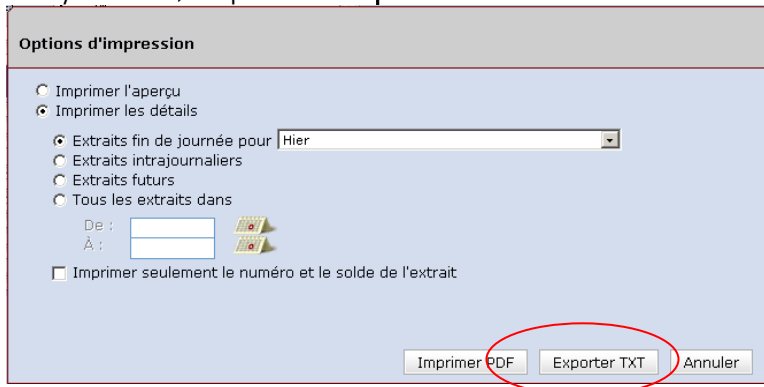 Options d'impression
Imprimer l'aperçu
Imprimer les détails
Extraits fin de journée pour Hier
Extraits intrajournaliers
Extraits futurs
Tous les extraits dans
De :
À :
Imprimer seulement le numéro et le solde de l'extrait
Imprimer PDF Exporter TXT Annuler